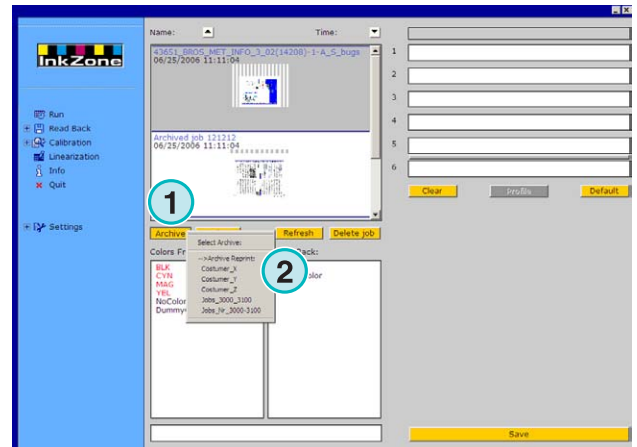 InkZone
Run
Read Back
Calibration
Linearization
Info
Quit
Settings
Name:
Time:
43651_BROS_MET_INFO_3_02(14208)-1-A_S_bugs
06/25/2006 11:11:04
Archived job 121212
06/25/2006 11:11:04
1
Archive
Refresh
Delete job
Select Archive:
-->Archive Reprint:
Costumer_X
Costumer_Y
Costumer_Z
Jobs_3000_3100
Jobs_Nr_3000-3100
2
Colors Fr
BLK
CYN
MAG
YEL
NoColor
Dummy
ack:
olor
1
2
3
4
5
6
Clear
Profile
Default
Save